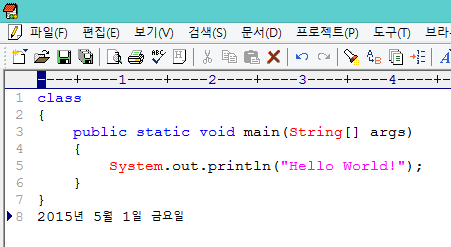 파일(F) 편집(E) 보기(V) 검색(S) 문서(D) 프로젝트(P) 도구(T) 브라
ABC A
----+----1----+----2----+----3----+----4----+--
1 class
2 {
3 public static void main(String[] args)
4 {
5 System.out.println("Hello World!");
6 }
7 }
8 2015년 5월 1일 금요일